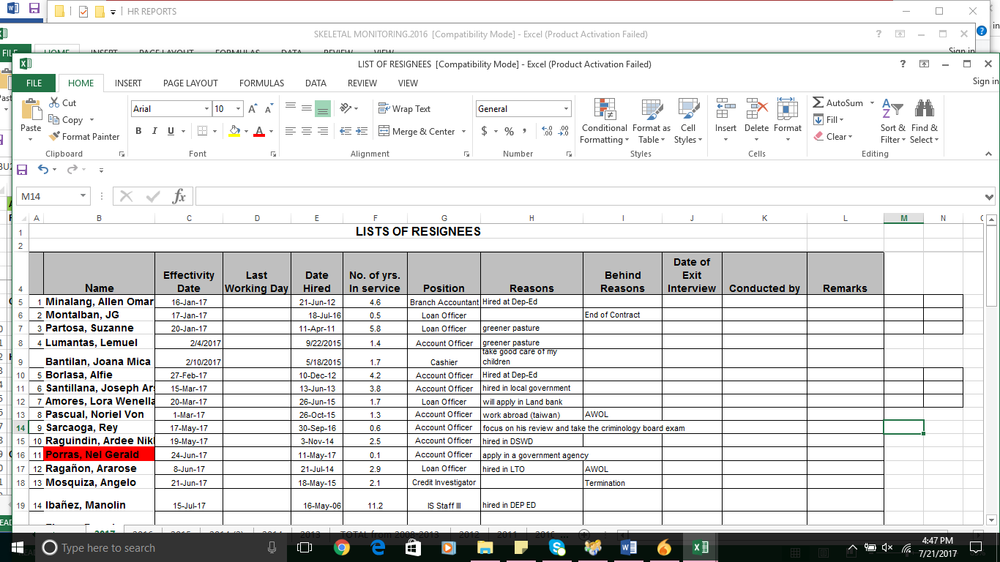 HR REPORTS
SKELETAL MONITORING.2016 [Compatibility Mode] - Excel (Product Activation Failed)
FILE HOME INSERT PAGE LAYOUT FORMULAS DATA REVIEW VIEW Sign in
LIST OF RESIGNEES [Compatibility Mode] - Excel (Product Activation Failed)
FILE HOME INSERT PAGE LAYOUT FORMULAS DATA REVIEW VIEW Sign in
Paste Cut Copy Format Painter
Arial 10 B I U
Wrap Text Merge & Center
General $ % ,
Conditional Formatting Format as Table Cell Styles
Insert Delete Format
AutoSum Fill Clear Sort & Filter Find & Select
Clipboard Font Alignment Number Styles Cells Editing
M14 fx
A B C D E F G H I J K L M N
1 LISTS OF RESIGNEES
2
4 Name Effectivity Date Last Working Day Date Hired No. of yrs. In service Position Reasons Behind Reasons Date of Exit Interview Conducted by Remarks
5 1 Minalang, Allen Omar 16-Jan-17 21-Jun-12 4.6 Branch Accountant Hired at Dep-Ed
6 2 Montalban, JG 17-Jan-17 18-Jul-16 0.5 Loan Officer End of Contract
7 3 Partosa, Suzanne 20-Jan-17 11-Apr-11 5.8 Loan Officer greener pasture
8 4 Lumantas, Lemuel 2/4/2017 9/22/2015 1.4 Account Officer greener pasture
9 Bantilan, Joana Mica 2/10/2017 5/18/2015 1.7 Cashier take good care of my children
10 5 Borlasa, Alfie 27-Feb-17 10-Dec-12 4.2 Account Officer Hired at Dep-Ed
11 6 Santillana, Joseph Ar 15-Mar-17 13-Jun-13 3.8 Account Officer hired in local government
12 7 Amores, Lora Wenella 20-Mar-17 26-Jun-15 1.7 Loan Officer will apply in Land bank
13 8 Pascual, Noriel Von 1-Mar-17 26-Oct-15 1.3 Account Officer work abroad (taiwan) AWOL
14 9 Sarcaoga, Rey 17-May-17 30-Sep-16 0.6 Account Officer focus on his review and take the criminology board exam
15 10 Raguindin, Ardee Nik 19-May-17 3-Nov-14 2.5 Account Officer hired in DSWD
16 11 Porras, Nel Gerald 24-Jun-17 11-May-17 0.1 Account Officer apply in a government agency
17 12 Ragañon, Ararose 8-Jun-17 21-Jul-14 2.9 Loan Officer hired in LTO AWOL
18 13 Mosquiza, Angelo 21-Jun-17 18-May-15 2.1 Credit Investigator Termination
19 14 Ibañez, Manolin 15-Jul-17 16-May-06 11.2 IS Staff III hired in DEP ED
2017 2016 2015 2014 (2) 2014 2013 TOTAL from 2008-2013 2012 2011 2010 ...
Type here to search
4:47 PM
7/21/2017